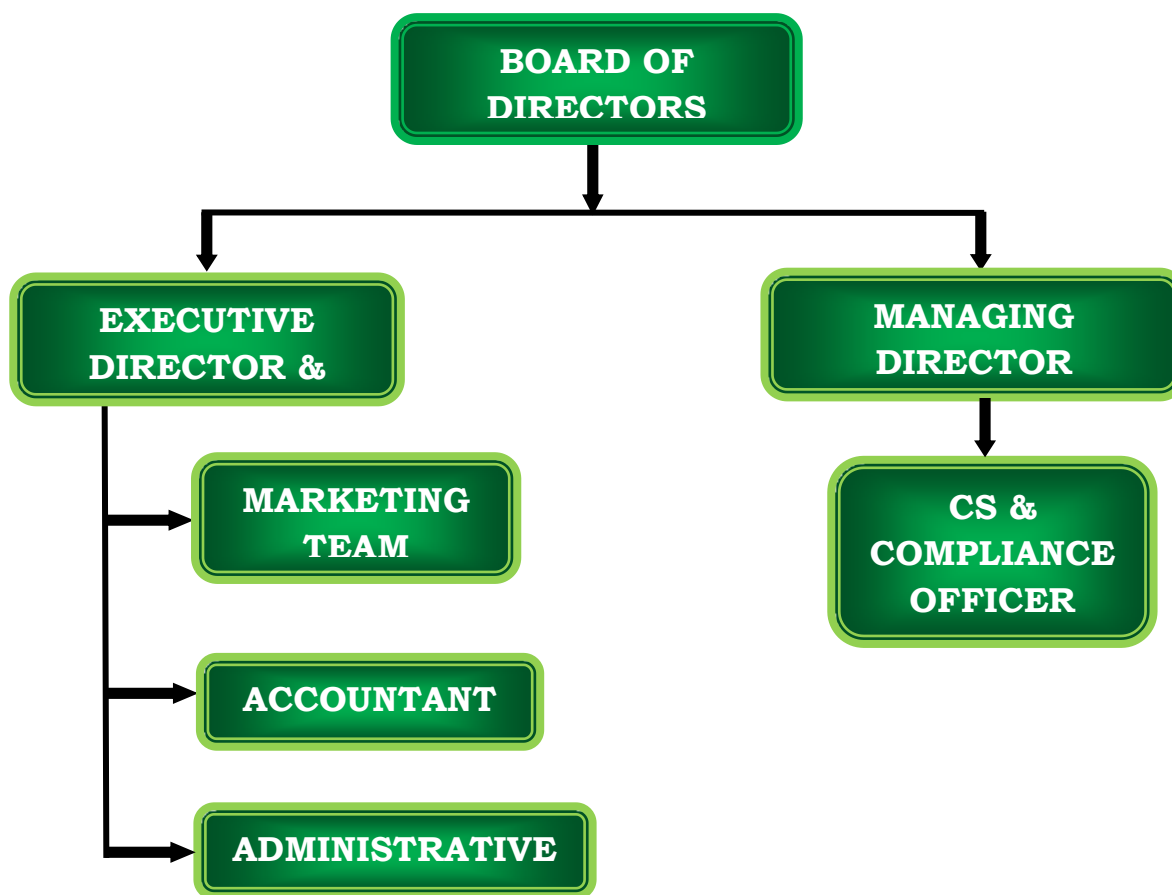 BOARD OF
DIRECTORS
EXECUTIVE
DIRECTOR &
MANAGING
DIRECTOR
MARKETING
TEAM
CS &
COMPLIANCE
OFFICER
ACCOUNTANT
ADMINISTRATIVE